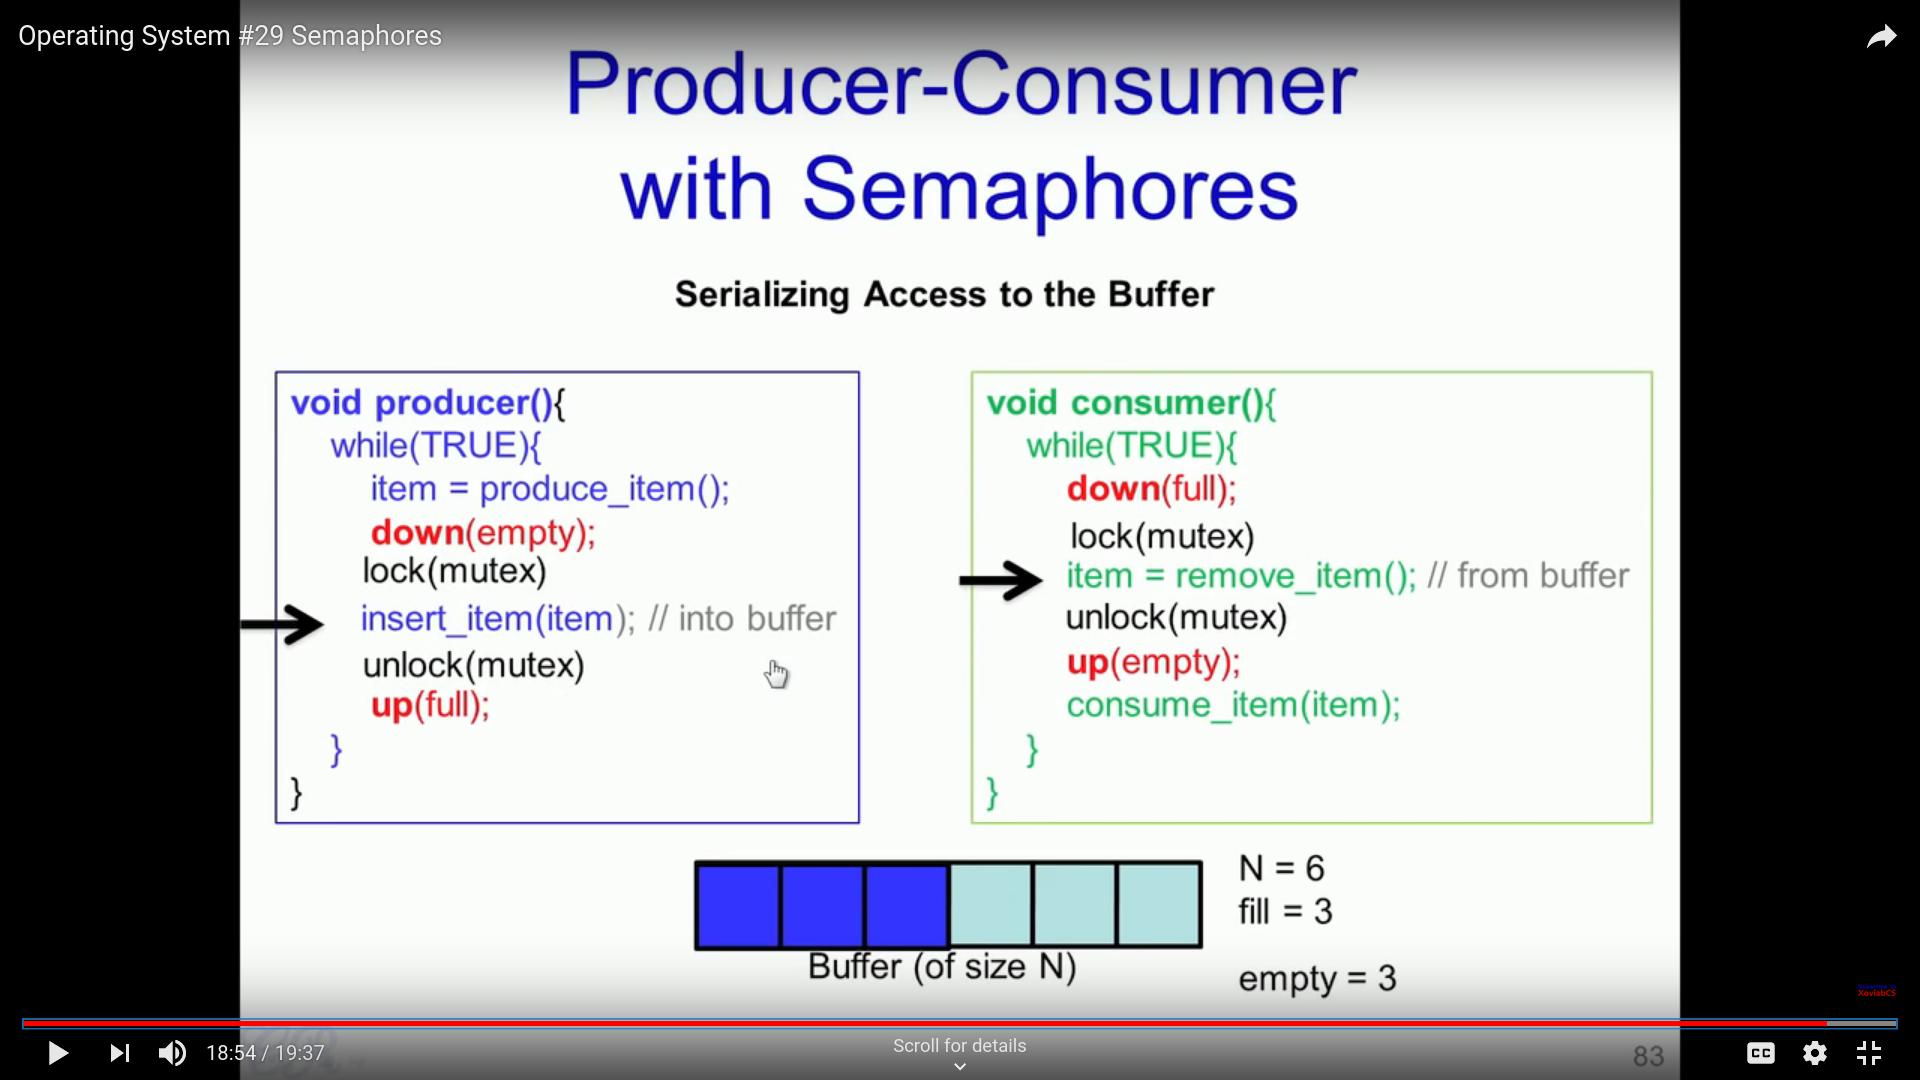 Operating System #29 Semaphores
Producer-Consumer
with Semaphores
Serializing Access to the Buffer
void producer(){
while(TRUE){
item = produce_item();
down(empty);
lock(mutex)
insert_item(item); // into buffer
unlock(mutex)
up(full);
}
}
void consumer(){
while(TRUE){
down(full);
lock(mutex)
item = remove_item(); // from buffer
unlock(mutex)
up(empty);
consume_item(item);
}
}
N = 6
fill = 3
empty = 3
Buffer (of size N)
XoviabCS
18:54 / 19:37
Scroll for details
83
CC